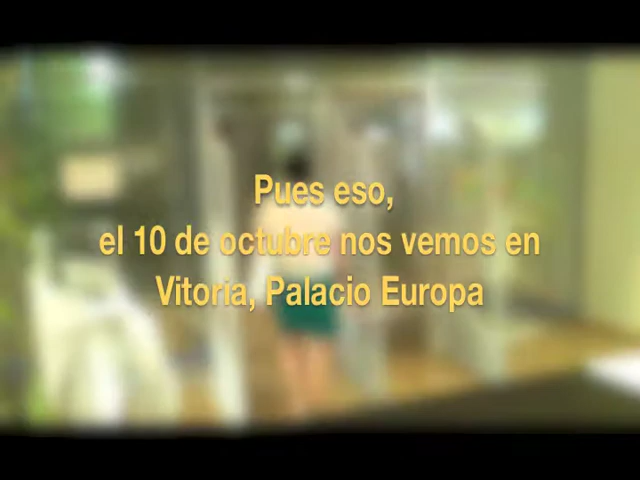 Pues eso,
el 10 de octubre nos vemos en
Vitoria, Palacio Europa